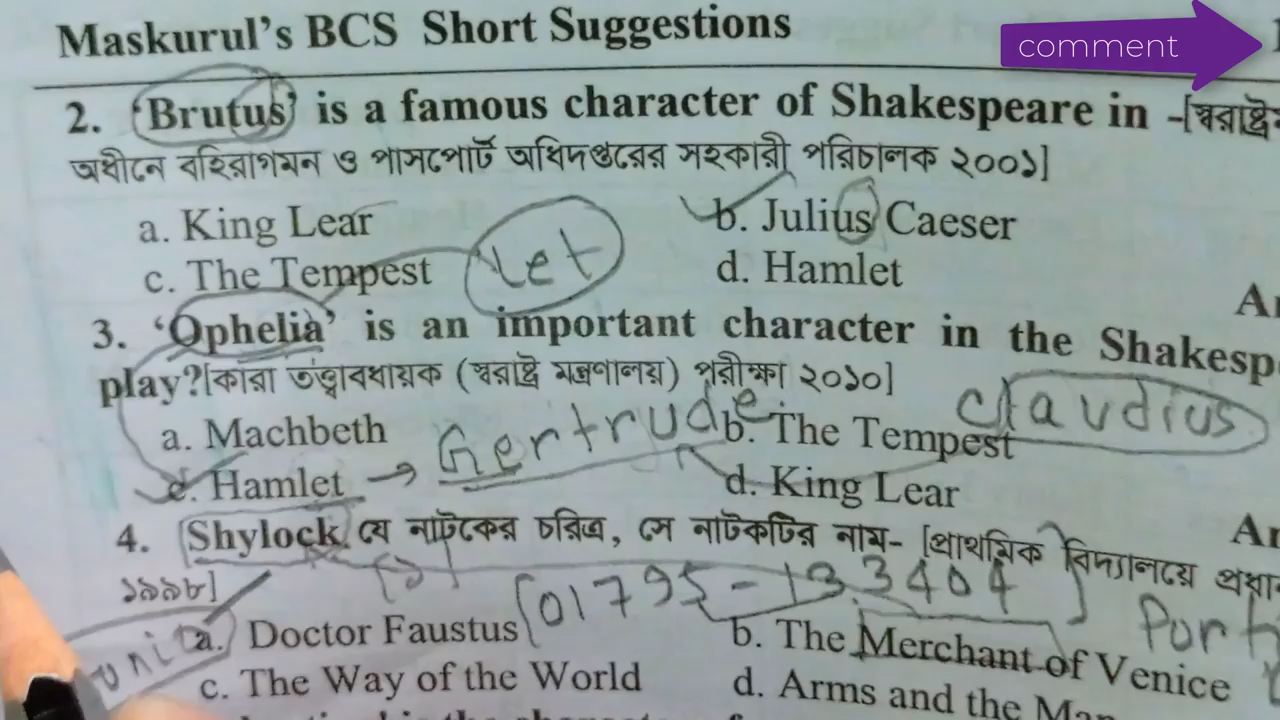 Maskurul's BCS Short Suggestions
comment
2. 'Brutus' is a famous character of Shakespeare in -[স্বরাষ্ট্র
অধীনে বহিরাগমন ও পাসপোর্ট অধিদপ্তরের সহকারী পরিচালক ২০০১]
a. King Lear b. Julius Caeser
Let
c. The Tempest d. Hamlet
3. 'Ophelia' is an important character in the Shakesp
play?[কারা তত্ত্বাবধায়ক (স্বরাষ্ট্র মন্ত্রণালয়) পরীক্ষা ২০১০]
Claudius
a. Machbeth b. The Tempest
Gertrude
c. Hamlet d. King Lear
4. Shylock যে নাটকের চরিত্র, সে নাটকটির নাম- [প্রাথমিক বিদ্যালয়ে প্রধান
১৯৯৮]
01795-133404
a. Doctor Faustus b. The Merchant of Venice
c. The Way of the World d. Arms and the Man